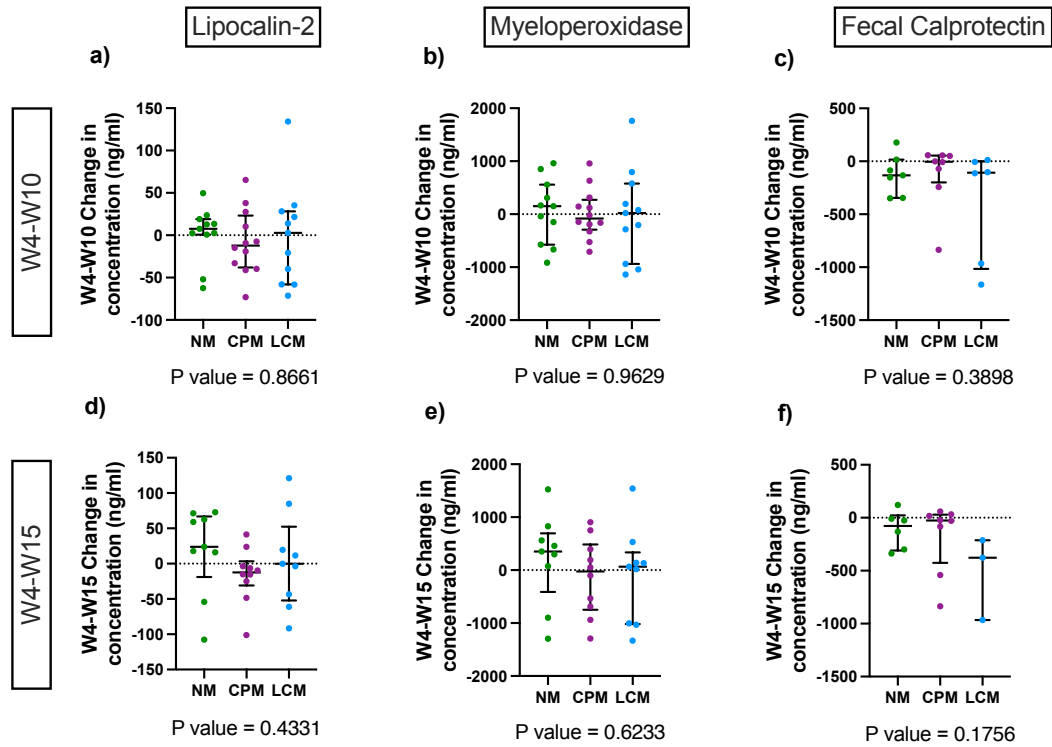 Lipocalin-2
Myeloperoxidase
Fecal Calprotectin
W4-W10
a)
W4-W10 Change in
concentration (ng/ml)
150
100
50
0
-50
-100
NM CPM LCM
P value = 0.8661
b)
W4-W10 Change in
concentration (ng/ml)
2000
1000
0
-1000
-2000
NM CPM LCM
P value = 0.9629
c)
W4-W10 Change in
concentration (ng/ml)
500
0
-500
-1000
-1500
NM CPM LCM
P value = 0.3898
W4-W15
d)
W4-W15 Change in
concentration (ng/ml)
150
100
50
0
-50
-100
-150
NM CPM LCM
P value = 0.4331
e)
W4-W15 Change in
concentration (ng/ml)
2000
1000
0
-1000
-2000
NM CPM LCM
P value = 0.6233
f)
W4-W15 Change in
concentration (ng/ml)
500
0
-500
-1000
-1500
NM CPM LCM
P value = 0.1756